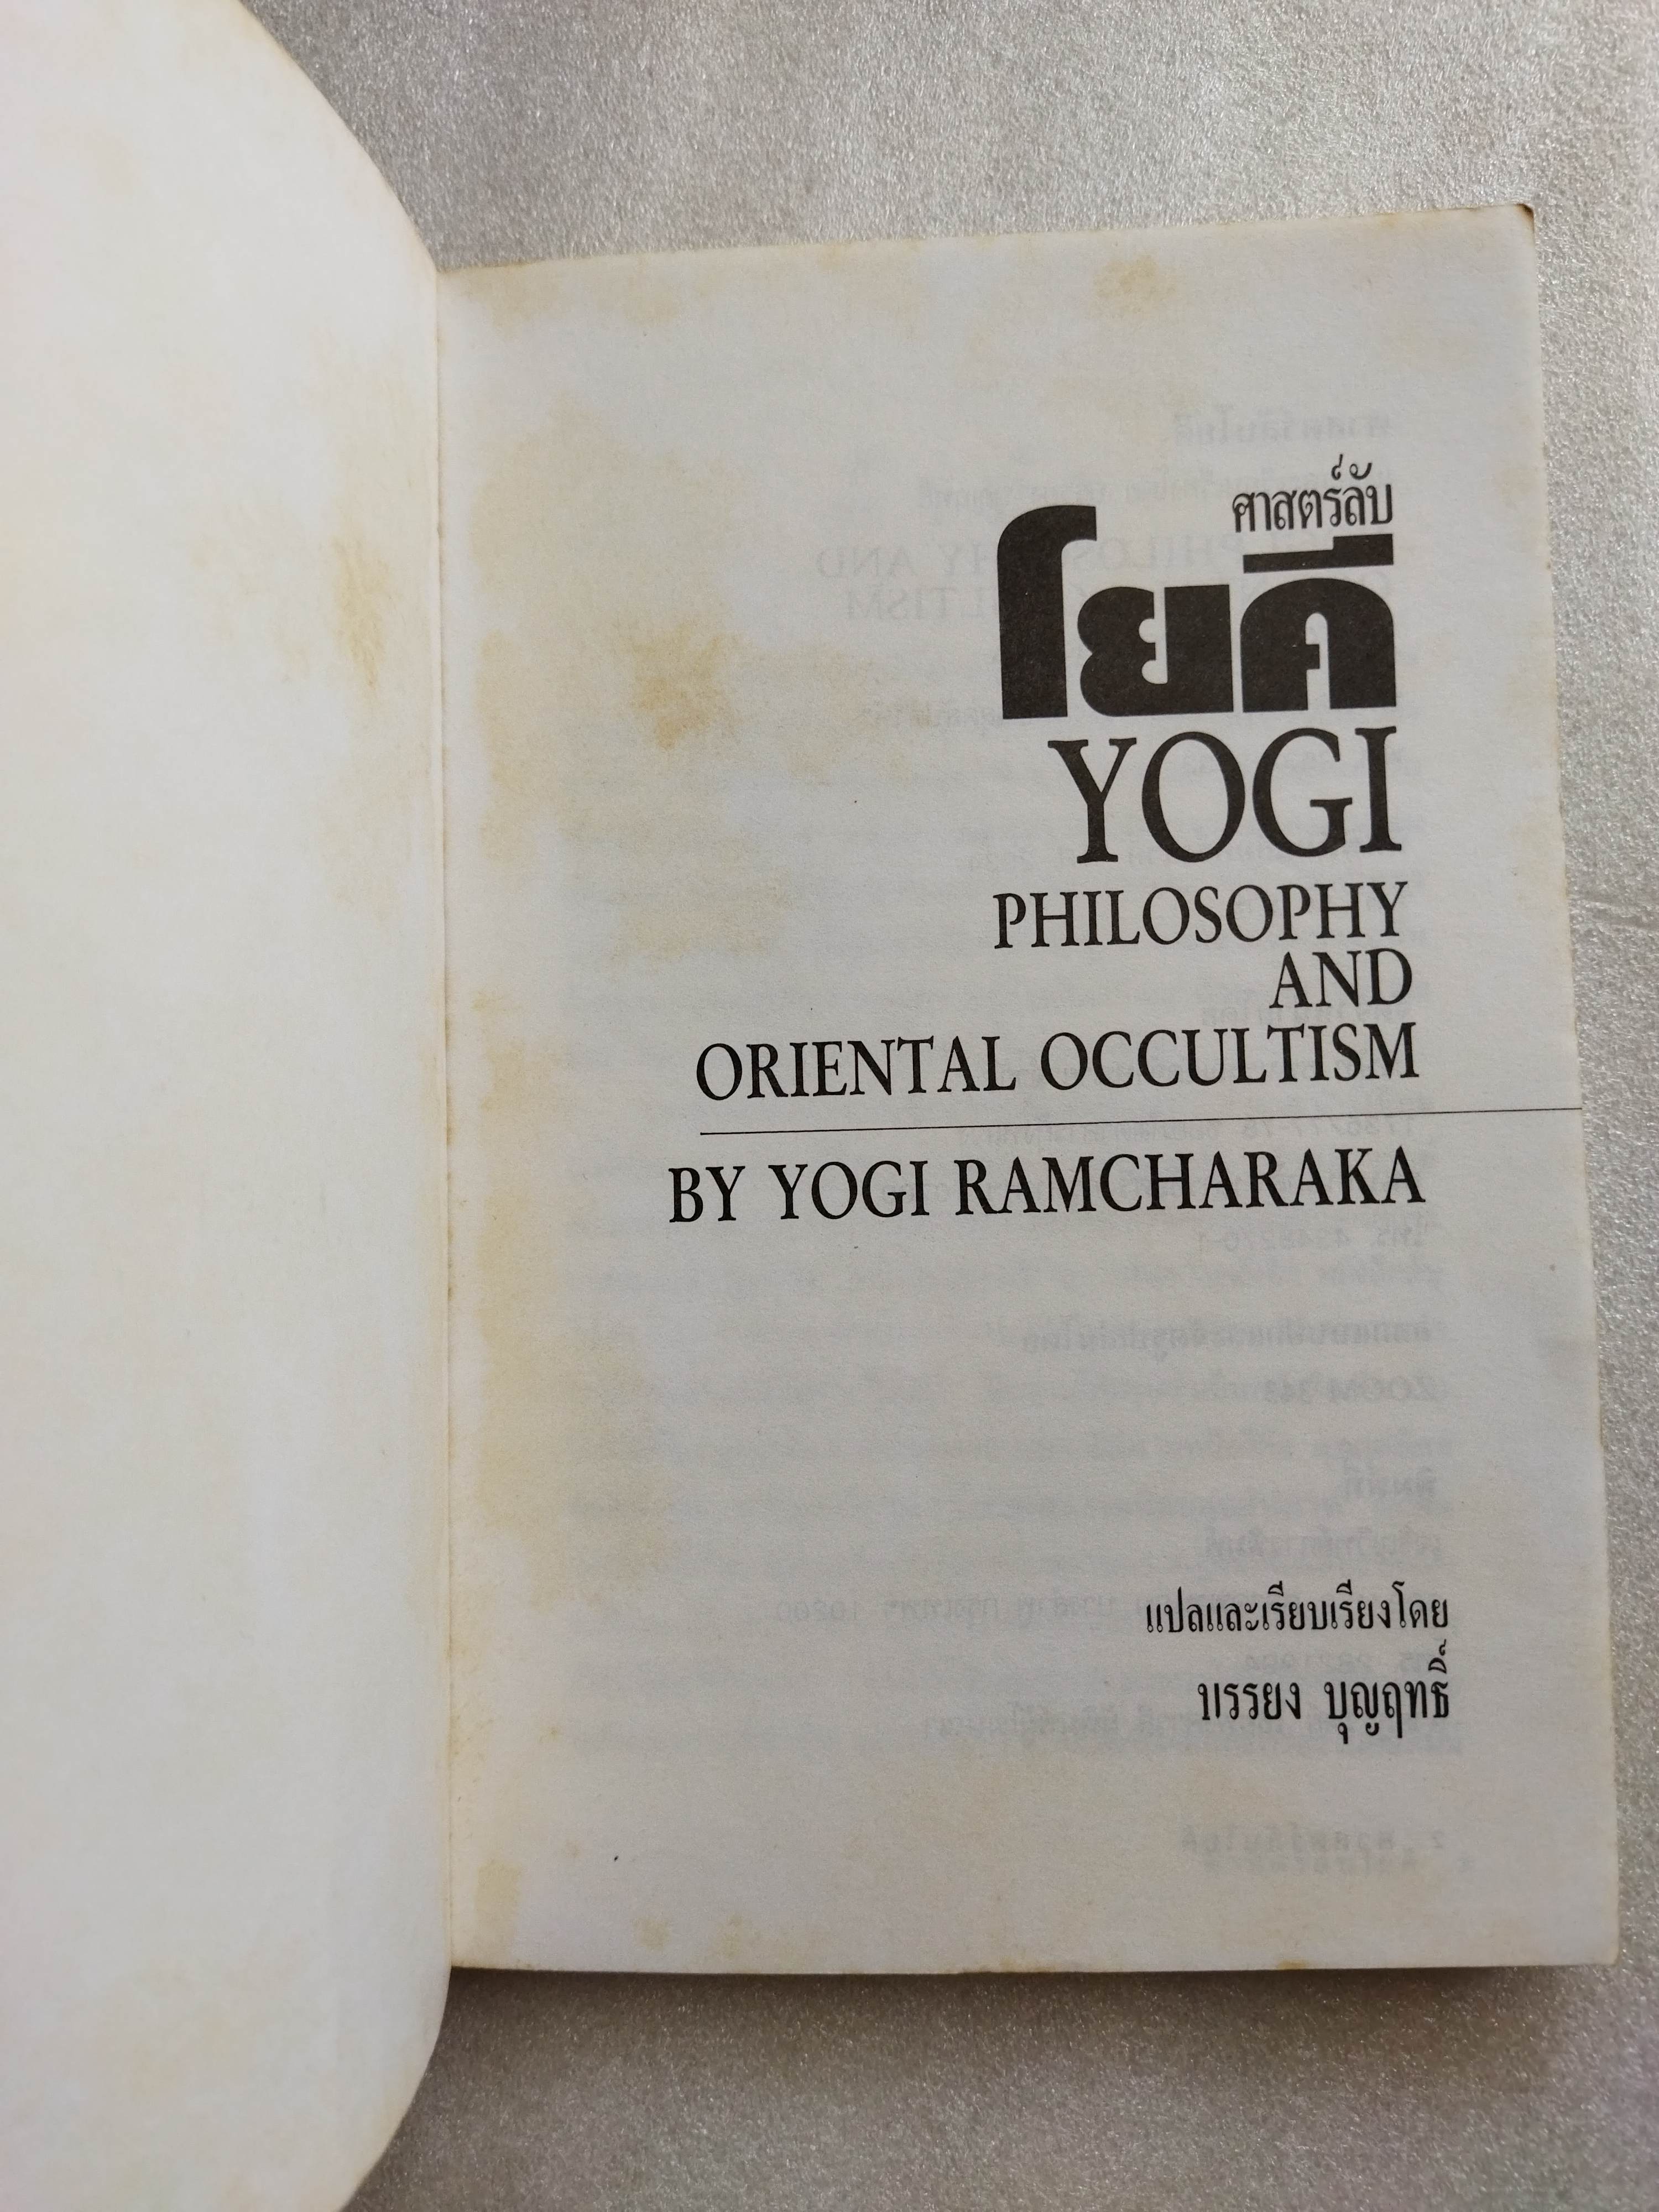 ศาสตร์ลับ
โยคี
YOGI
PHILOSOPHY
AND
ORIENTAL OCCULTISM
BY YOGI RAMCHARAKA
แปลและเรียบเรียงโดย
บรรยง บุญฤทธิ์